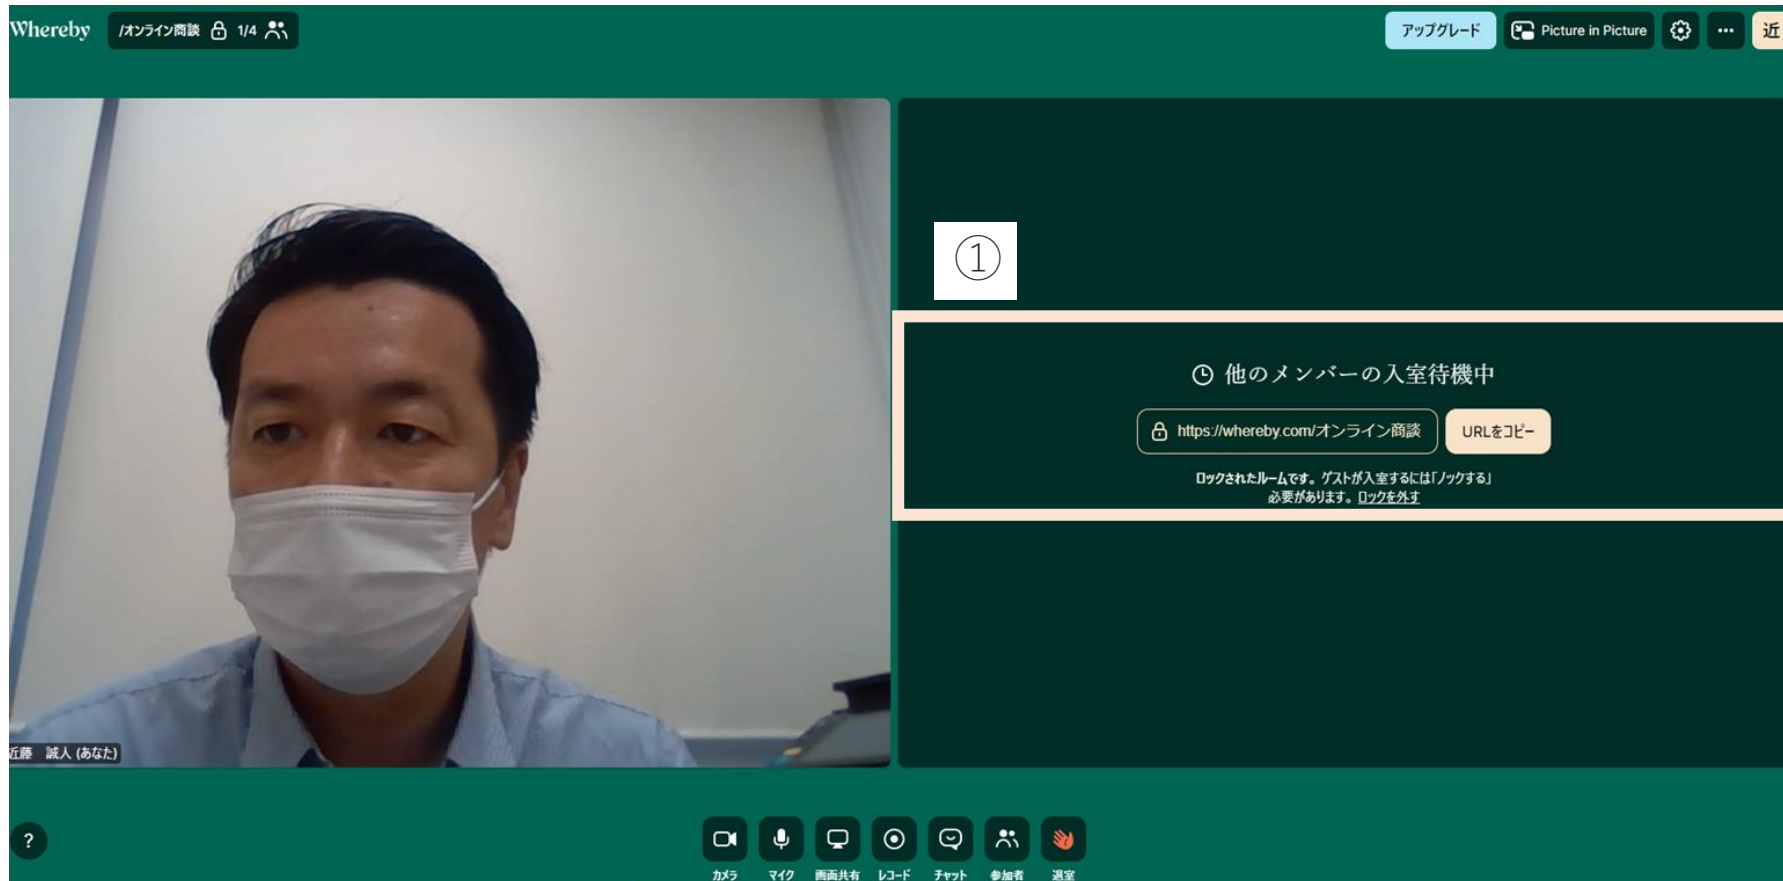 Whereby
/オンライン商談 1/4
アップグレード
Picture in Picture
近
①
他のメンバーの入室待機中
https://whereby.com/オンライン商談
URLをコピー
ロックされたルームです。ゲストが入室するには「ノックする」
必要があります。ロックを外す
近藤 誠人 (あなた)
?
カメラ
マイク
画面共有
レコード
チャット
参加者
退室